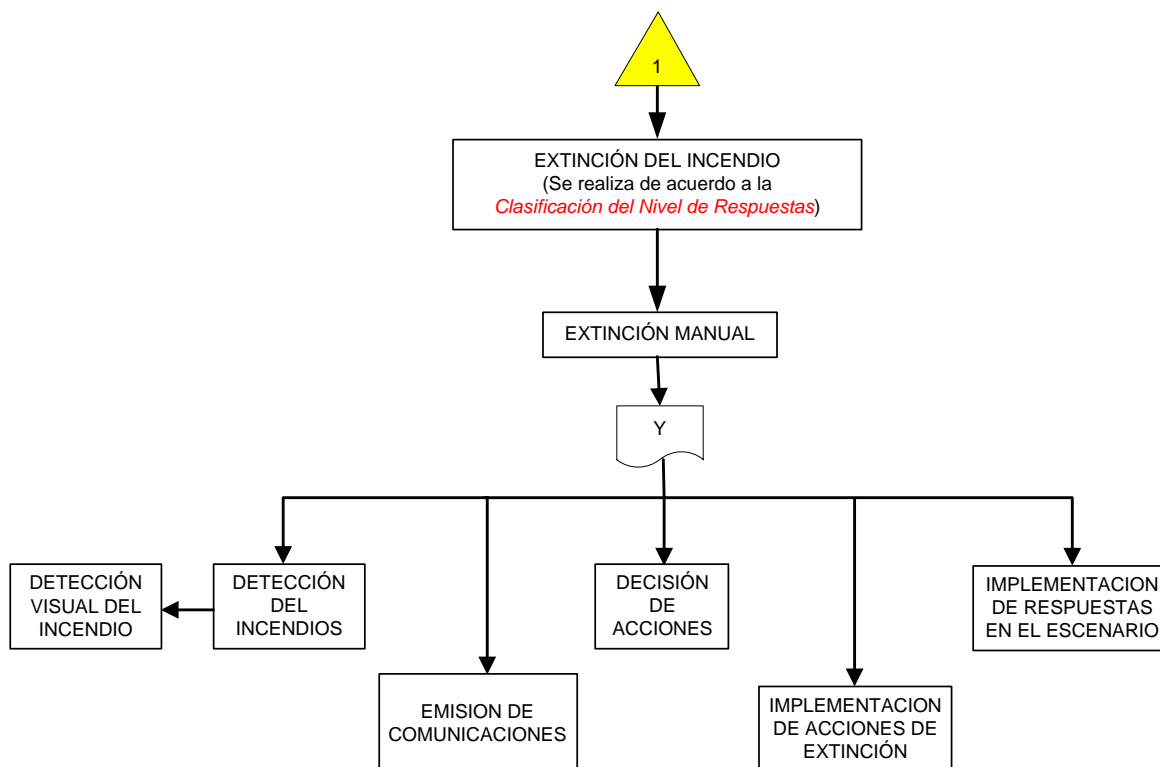 1
EXTINCIÓN DEL INCENDIO
(Se realiza de acuerdo a la
Clasificación del Nivel de Respuestas)
EXTINCIÓN MANUAL
Y
DETECCIÓN
VISUAL DEL
INCENDIO
DETECCIÓN
DEL
INCENDIOS
DECISIÓN
DE
ACCIONES
IMPLEMENTACION
DE RESPUESTAS
EN EL ESCENARIO
EMISION DE
COMUNICACIONES
IMPLEMENTACION
DE ACCIONES DE
EXTINCIÓN